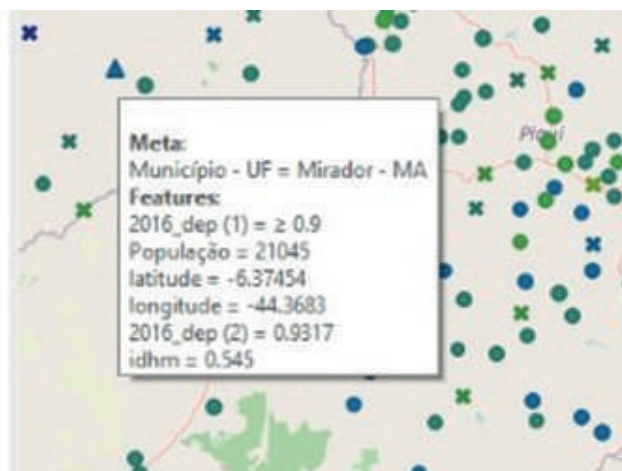 Piauí
Meta:
Município - UF = Mirador - MA
Features:
2016_dep (1) = ≥ 0.9
População = 21045
latitude = -6.37454
longitude = -44.3683
2016_dep (2) = 0.9317
idhm = 0.545